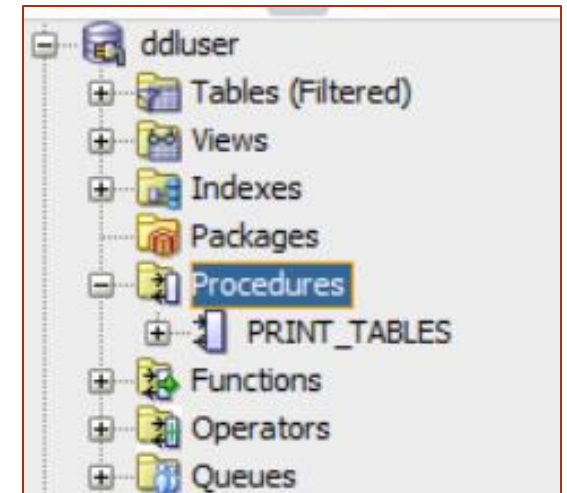 ddluser
Tables (Filtered)
Views
Indexes
Packages
Procedures
PRINT_TABLES
Functions
Operators
Queues